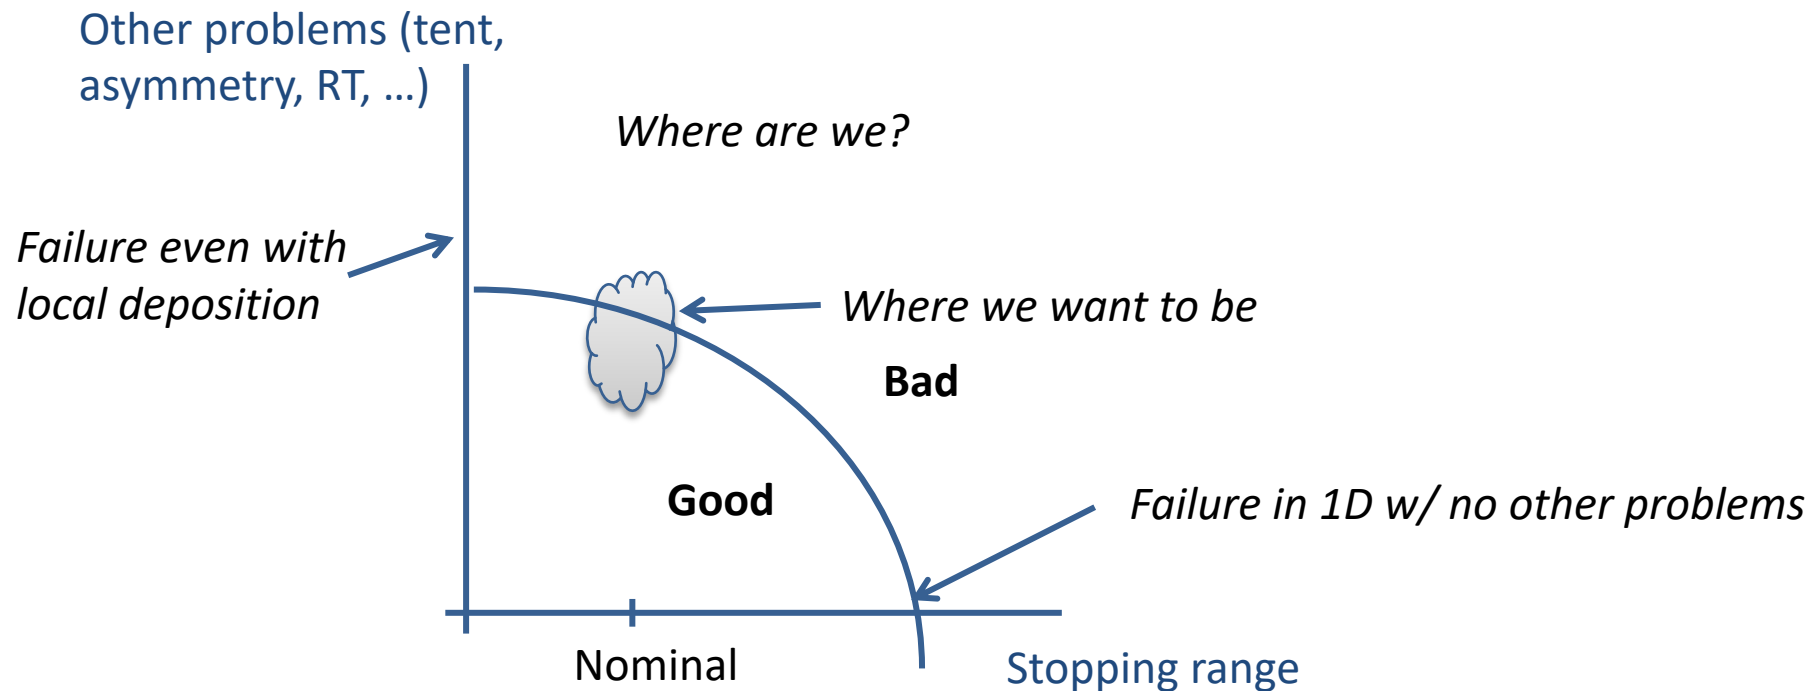 Other problems (tent,
asymmetry, RT, ...)
Where are we?
Failure even with
local deposition
Where we want to be
Bad
Good
Failure in 1D w/ no other problems
Nominal
Stopping range